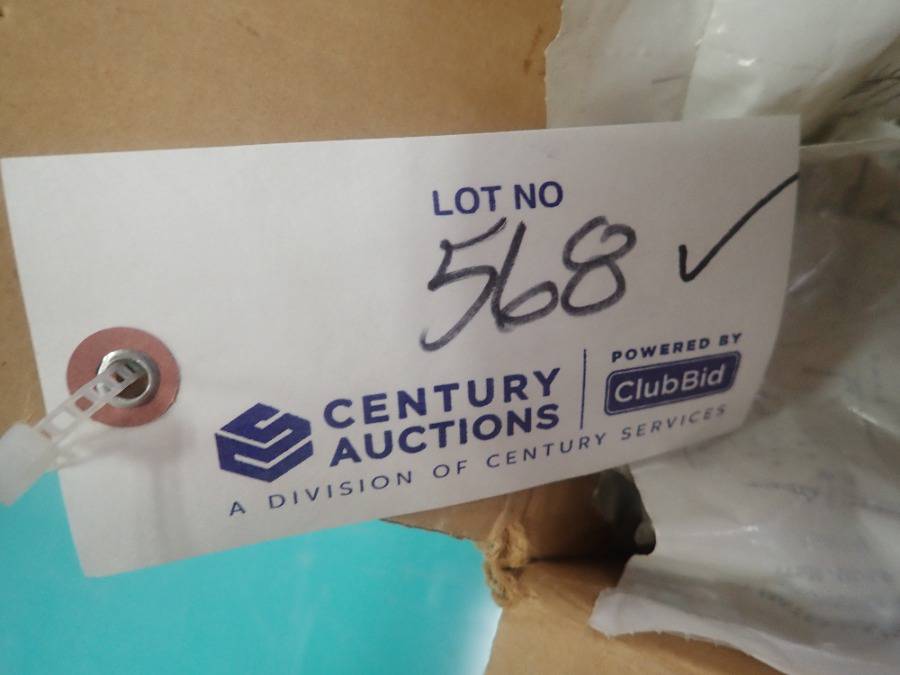 LOT NO
568 ✓
CENTURY
AUCTIONS
POWERED BY
ClubBid
A DIVISION OF CENTURY SERVICES